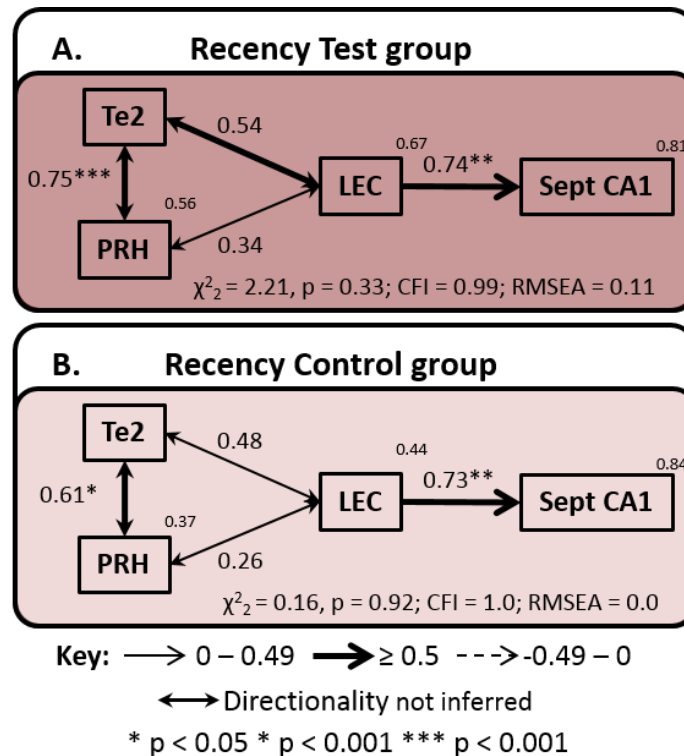 A. Recency Test group
Te2
0.54
0.67
0.74**
0.81
0.75***
LEC
Sept CA1
0.56
PRH
0.34
χ²₂ = 2.21, p = 0.33; CFI = 0.99; RMSEA = 0.11
B. Recency Control group
Te2
0.48
0.44
0.73**
0.84
0.61*
LEC
Sept CA1
0.37
PRH
0.26
χ²₂ = 0.16, p = 0.92; CFI = 1.0; RMSEA = 0.0
Key: 0 – 0.49 ≥ 0.5 -0.49 – 0
Directionality not inferred
* p < 0.05 * p < 0.001 *** p < 0.001